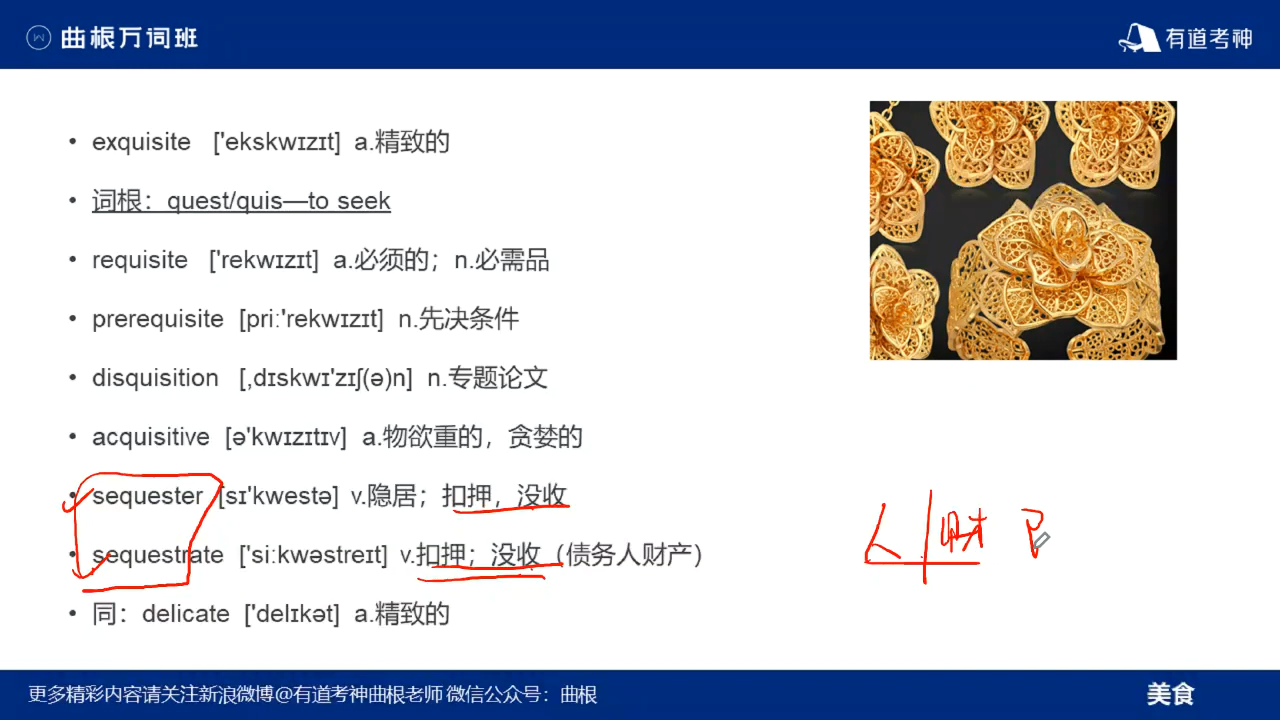 曲根万词班
有道考神
exquisite ['ekskwɪzɪt] a.精致的
词根：quest/quis—to seek
requisite ['rekwɪzɪt] a.必须的；n.必需品
prerequisite [pri:'rekwɪzɪt] n.先决条件
disquisition [,dɪskwɪ'zɪʃ(ə)n] n.专题论文
acquisitive [ə'kwɪzɪtɪv] a.物欲重的，贪婪的
sequester [sɪ'kwestə] v.隐居；扣押，没收
sequestrate ['si:kwəstreɪt] v.扣押；没收（债务人财产）
人 财
同：delicate ['delɪkət] a.精致的
更多精彩内容请关注新浪微博@有道考神曲根老师 微信公众号：曲根
美食